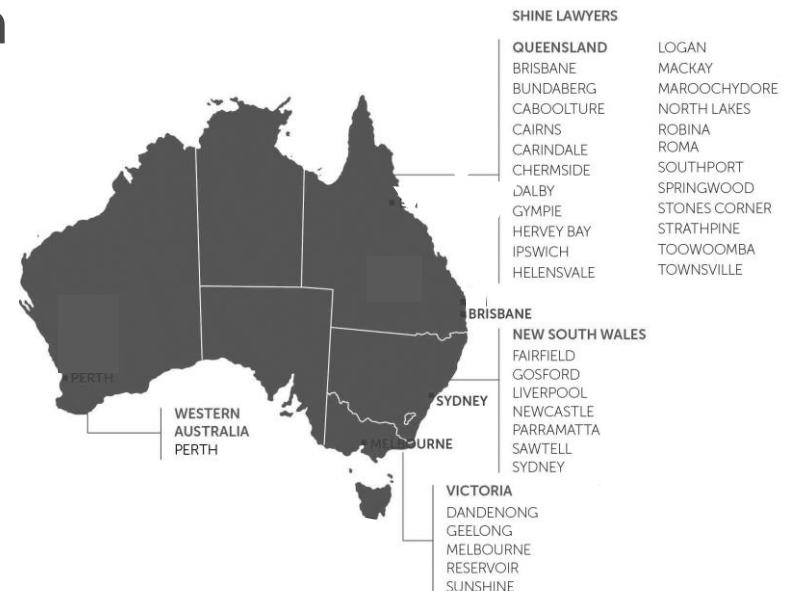 SHINE LAWYERS
QUEENSLAND
BRISBANE
BUNDABERG
CABOOLTURE
CAIRNS
CARINDALE
CHERMSIDE
DALBY
GYMPIE
HERVEY BAY
IPSWICH
HELENSVALE
LOGAN
MACKAY
MAROOCHYDORE
NORTH LAKES
ROBINA
ROMA
SOUTHPORT
SPRINGWOOD
STONES CORNER
STRATHPINE
TOOWOOMBA
TOWNSVILLE
BRISBANE
NEW SOUTH WALES
FAIRFIELD
GOSFORD
LIVERPOOL
NEWCASTLE
PARRAMATTA
SAWTELL
SYDNEY
SYDNEY
PERTH
WESTERN
AUSTRALIA
PERTH
MELBOURNE
VICTORIA
DANDENONG
GEELONG
MELBOURNE
RESERVOIR
SUNSHINE